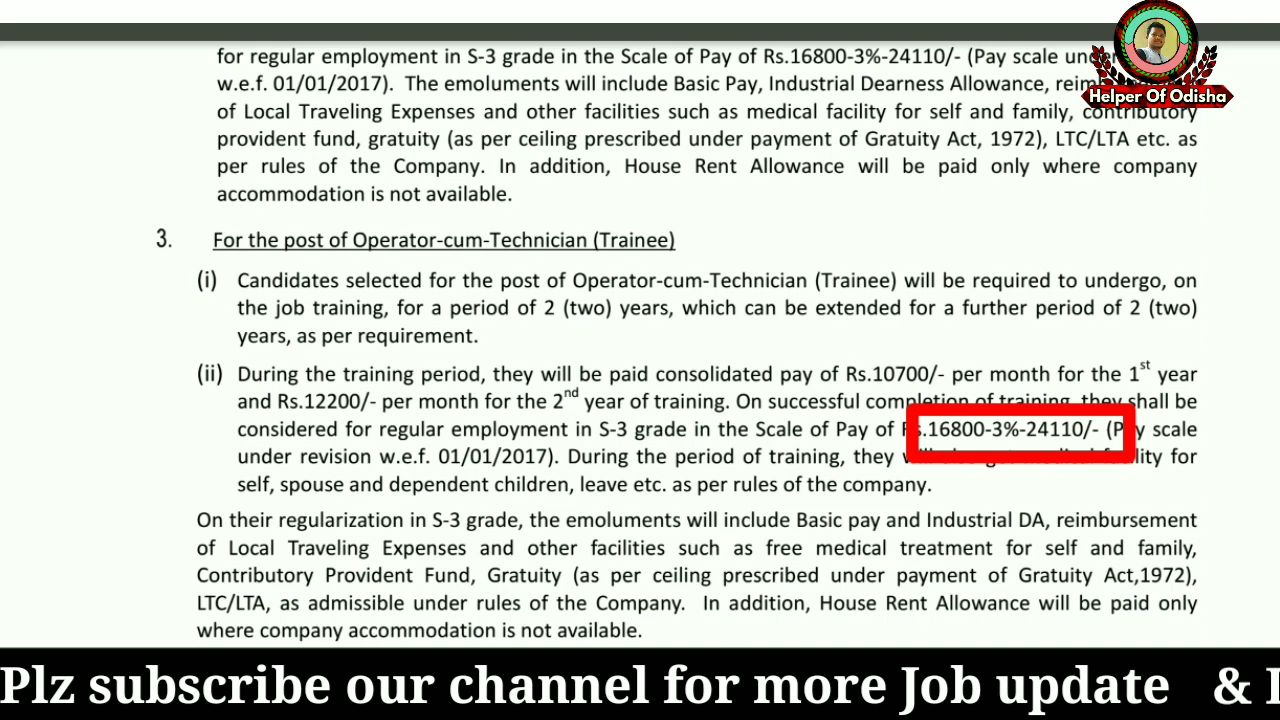 for regular employment in S-3 grade in the Scale of Pay of Rs.16800-3%-24110/- (Pay scale
w.e.f. 01/01/2017). The emoluments will include Basic Pay, Industrial Dearness Allowance,
Helper Of Odisha
of Local Traveling Expenses and other facilities such as medical facility for self and family, contributory
provident fund, gratuity (as per ceiling prescribed under payment of Gratuity Act, 1972), LTC/LTA etc. as
per rules of the Company. In addition, House Rent Allowance will be paid only where company
accommodation is not available.
3. For the post of Operator-cum-Technician (Trainee)
(i) Candidates selected for the post of Operator-cum-Technician (Trainee) will be required to undergo, on
the job training, for a period of 2 (two) years, which can be extended for a further period of 2 (two)
years, as per requirement.
(ii) During the training period, they will be paid consolidated pay of Rs.10700/- per month for the 1st year
and Rs.12200/- per month for the 2nd year of training. On successful completion of training, they shall be
considered for regular employment in S-3 grade in the Scale of Pay of Rs.16800-3%-24110/- (Pay scale
under revision w.e.f. 01/01/2017). During the period of training, they will also get medical facility for
self, spouse and dependent children, leave etc. as per rules of the company.
On their regularization in S-3 grade, the emoluments will include Basic pay and Industrial DA, reimbursement
of Local Traveling Expenses and other facilities such as free medical treatment for self and family,
Contributory Provident Fund, Gratuity (as per ceiling prescribed under payment of Gratuity Act,1972),
LTC/LTA, as admissible under rules of the Company. In addition, House Rent Allowance will be paid only
where company accommodation is not available.
Plz subscribe our channel for more Job update &